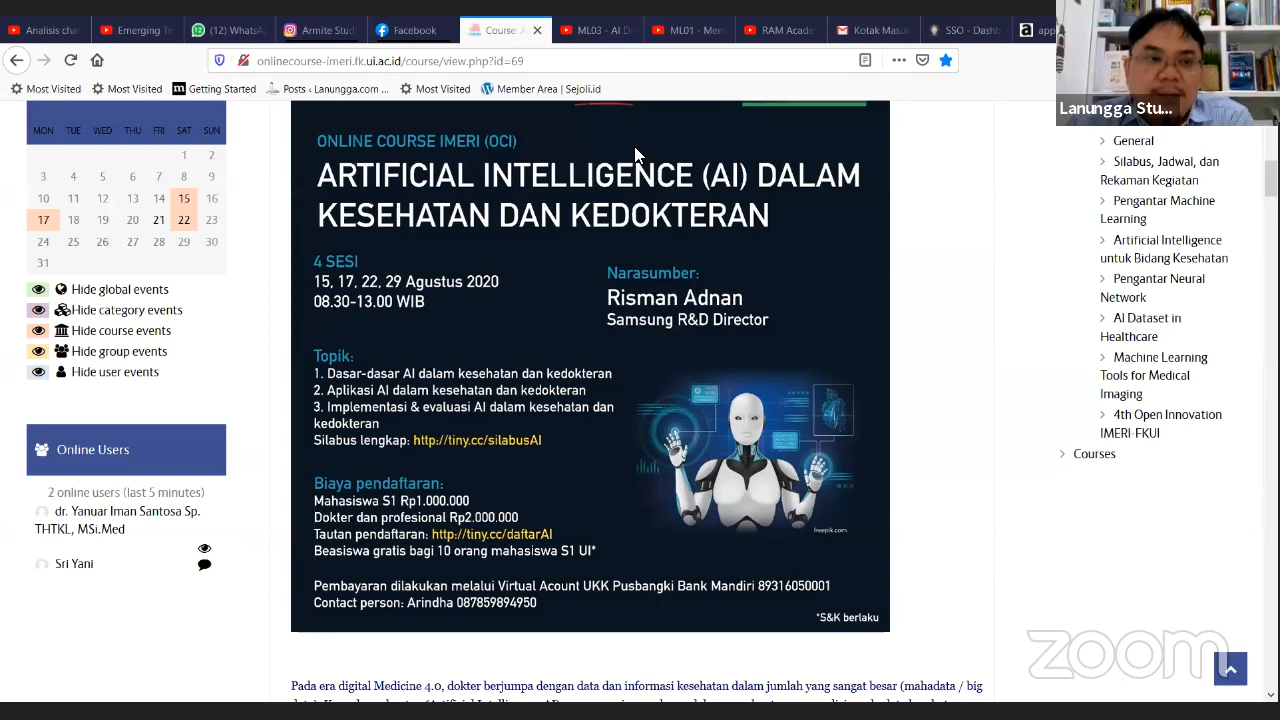 Analisis cha
Emerging Te
(12) WhatsA
Armite Stud
Facebook
Course: A
ML03 - AI D
ML01 - Men
RAM Acade
Kotak Masu
SSO - Dashb
app
onlinecourse-imeri.fk.ui.ac.id/course/view.php?id=69
Most Visited
Most Visited
Getting Started
Posts ‹ Lanungga.com ...
Most Visited
Member Area | Sejoli.id
Lanungga Stu...
MON TUE WED THU FRI SAT SUN
1 2
3 4 5 6 7 8 9
10 11 12 13 14 15 16
17 18 19 20 21 22 23
24 25 26 27 28 29 30
31
Hide global events
Hide category events
Hide course events
Hide group events
Hide user events
Online Users
2 online users (last 5 minutes)
dr. Yanuar Iman Santosa Sp.
THTKL, MSi.Med
Sri Yani
ONLINE COURSE IMERI (OCI)
ARTIFICIAL INTELLIGENCE (AI) DALAM
KESEHATAN DAN KEDOKTERAN
4 SESI
15, 17, 22, 29 Agustus 2020
08.30-13.00 WIB
Narasumber:
Risman Adnan
Samsung R&D Director
Topik:
1. Dasar-dasar AI dalam kesehatan dan kedokteran
2. Aplikasi AI dalam kesehatan dan kedokteran
3. Implementasi & evaluasi AI dalam kesehatan dan
kedokteran
Silabus lengkap: http://tiny.cc/silabusAI
Biaya pendaftaran:
Mahasiswa S1 Rp1.000.000
Dokter dan profesional Rp2.000.000
Tautan pendaftaran: http://tiny.cc/daftarAI
Beasiswa gratis bagi 10 orang mahasiswa S1 UI*
freepik.com
Pembayaran dilakukan melalui Virtual Acount UKK Pusbangki Bank Mandiri 89316050001
Contact person: Arindha 087859894950
*S&K berlaku
Pada era digital Medicine 4.0, dokter berjumpa dengan data dan informasi kesehatan dalam jumlah yang sangat besar (mahadata / big
General
Silabus, Jadwal, dan
Rekaman Kegiatan
Pengantar Machine
Learning
Artificial Intelligence
untuk Bidang Kesehatan
Pengantar Neural
Network
AI Dataset in
Healthcare
Machine Learning
Tools for Medical
Imaging
4th Open Innovation
IMERI-FKUI
Courses
zoom